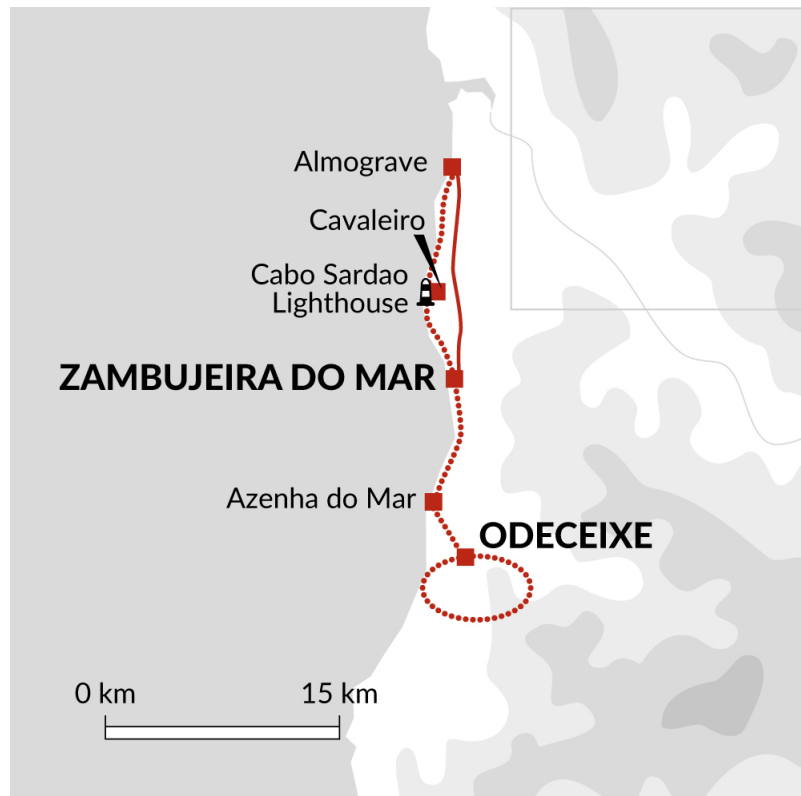 Almograve
Cavaleiro
Cabo Sardao
Lighthouse
ZAMBUJEIRA DO MAR
Azenha do Mar
ODECEIXE
0 km
15 km